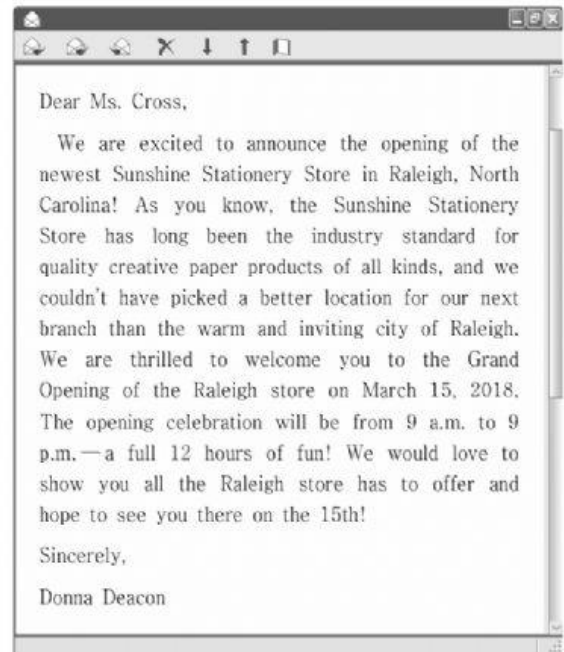 Dear Ms. Cross,
We are excited to announce the opening of the
newest Sunshine Stationery Store in Raleigh, North
Carolina! As you know, the Sunshine Stationery
Store has long been the industry standard for
quality creative paper products of all kinds, and we
couldn't have picked a better location for our next
branch than the warm and inviting city of Raleigh.
We are thrilled to welcome you to the Grand
Opening of the Raleigh store on March 15, 2018.
The opening celebration will be from 9 a.m. to 9
p.m.—a full 12 hours of fun! We would love to
show you all the Raleigh store has to offer and
hope to see you there on the 15th!
Sincerely,
Donna Deacon